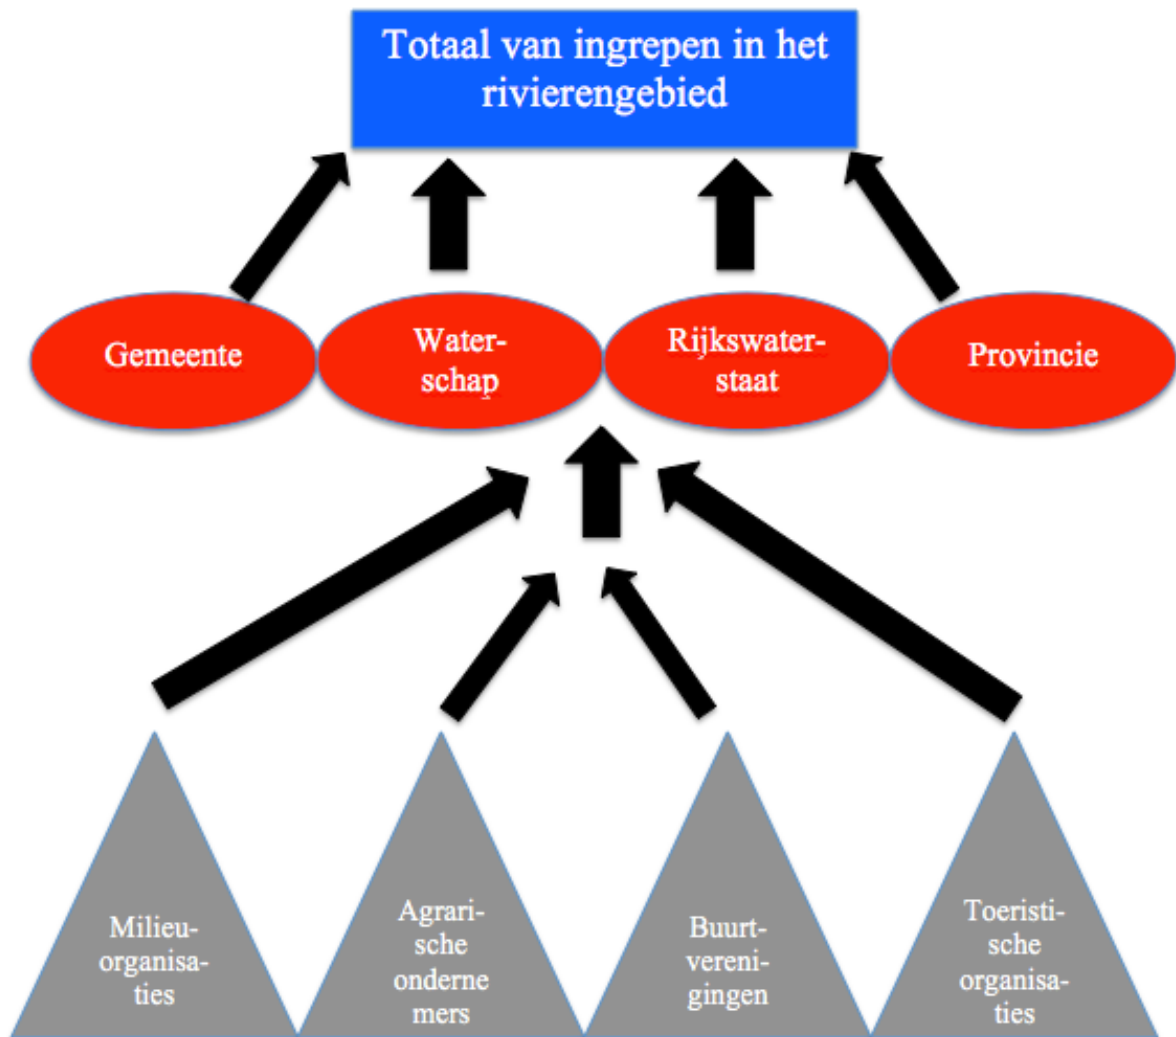 Totaal van ingrepen in het
rivierengebied
Gemeente
Water-
schap
Rijkswater-
staat
Provincie
Milieu-
organisa-
ties
Agrari-
sche
onderne
mers
Buurt-
vereni-
gingen
Toeristi-
sche
organisa-
ties